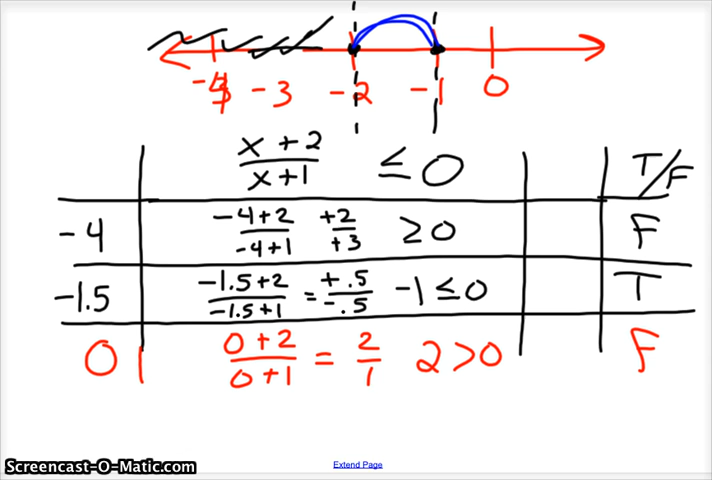 -3 -2 -1 0
x+2/x+1 ≤0 T/F
-4 -4+2/-4+1 +2/+3 ≥0 F
-1.5 -1.5+2/-1.5+1 = +.5/-.5 -1≤0 T
0 0+2/0+1 = 2/1 2>0 F
Extend Page
Screencast-O-Matic.com